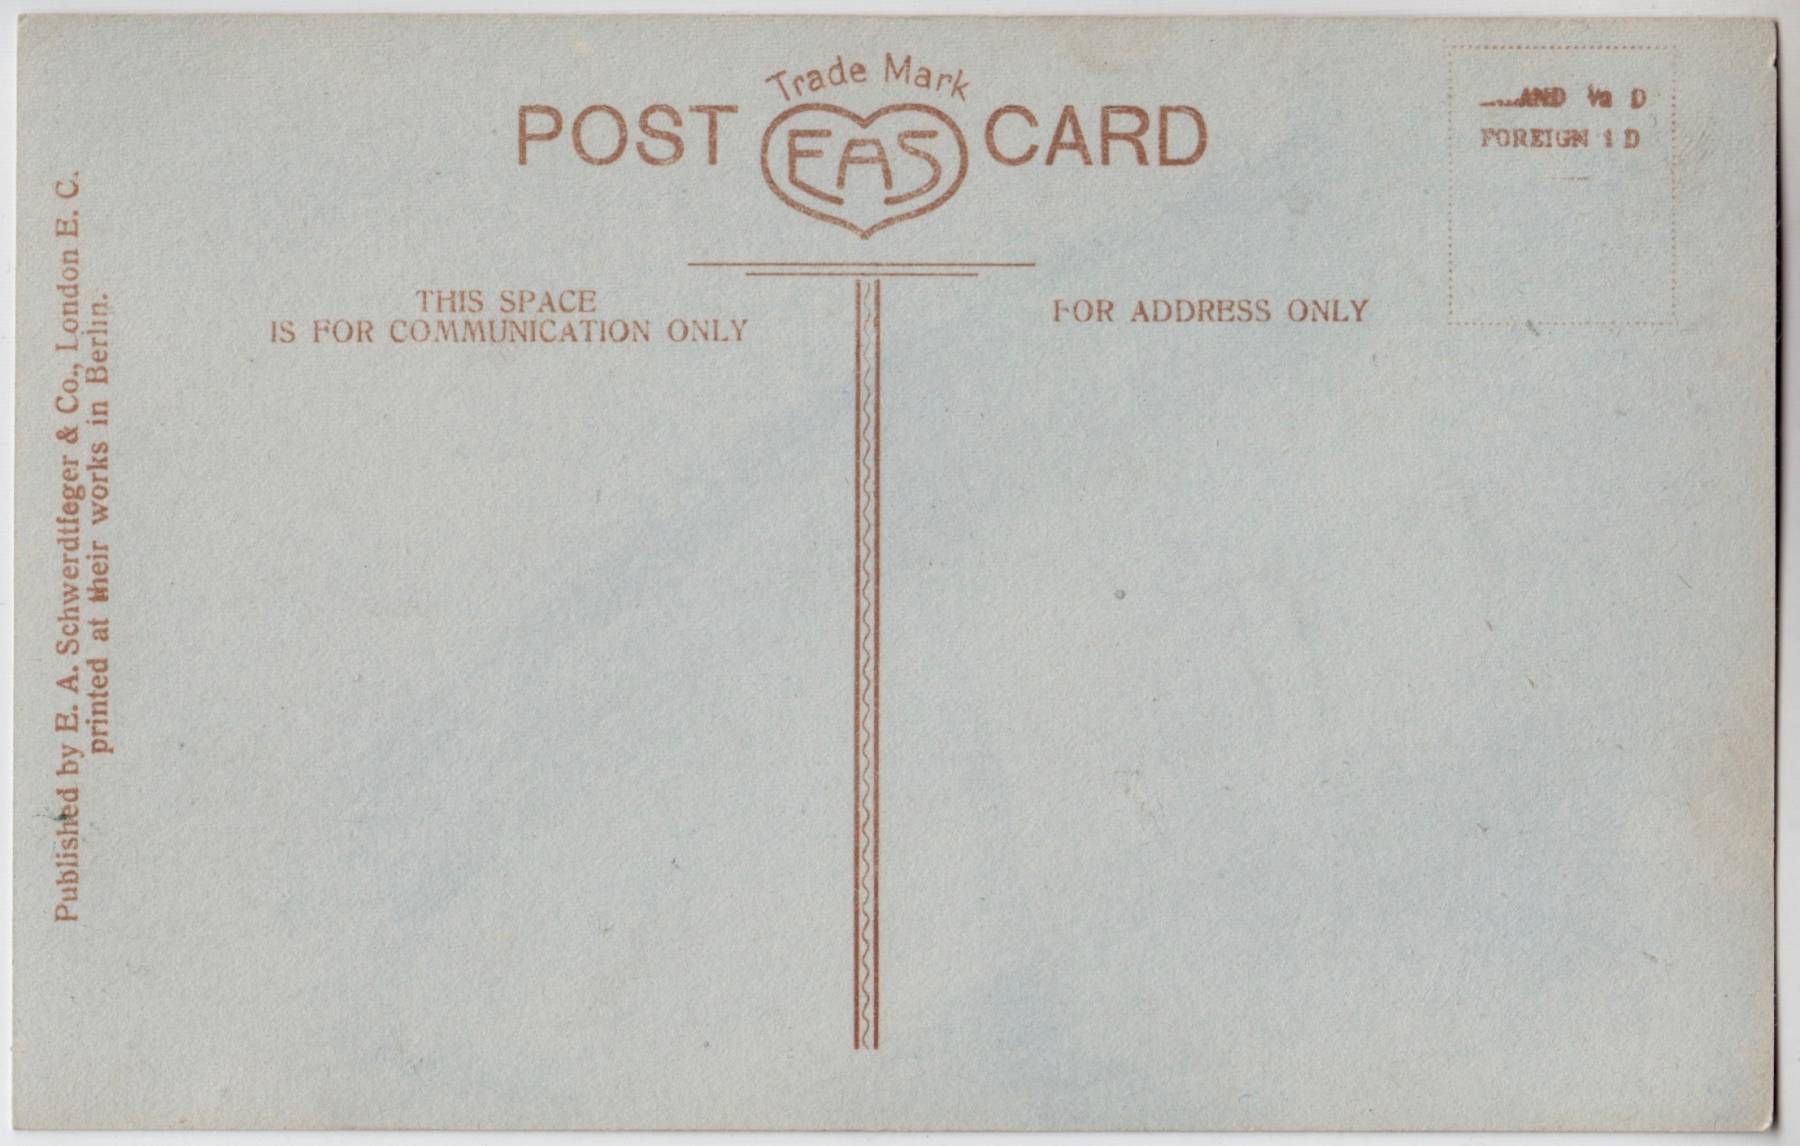 Trade Mark
POST EAS CARD
AND ½ D
FOREIGN 1 D
THIS SPACE
IS FOR COMMUNICATION ONLY
FOR ADDRESS ONLY
Published by E. A. Schwerdtfeger & Co., London E. C.
printed at their works in Berlin.